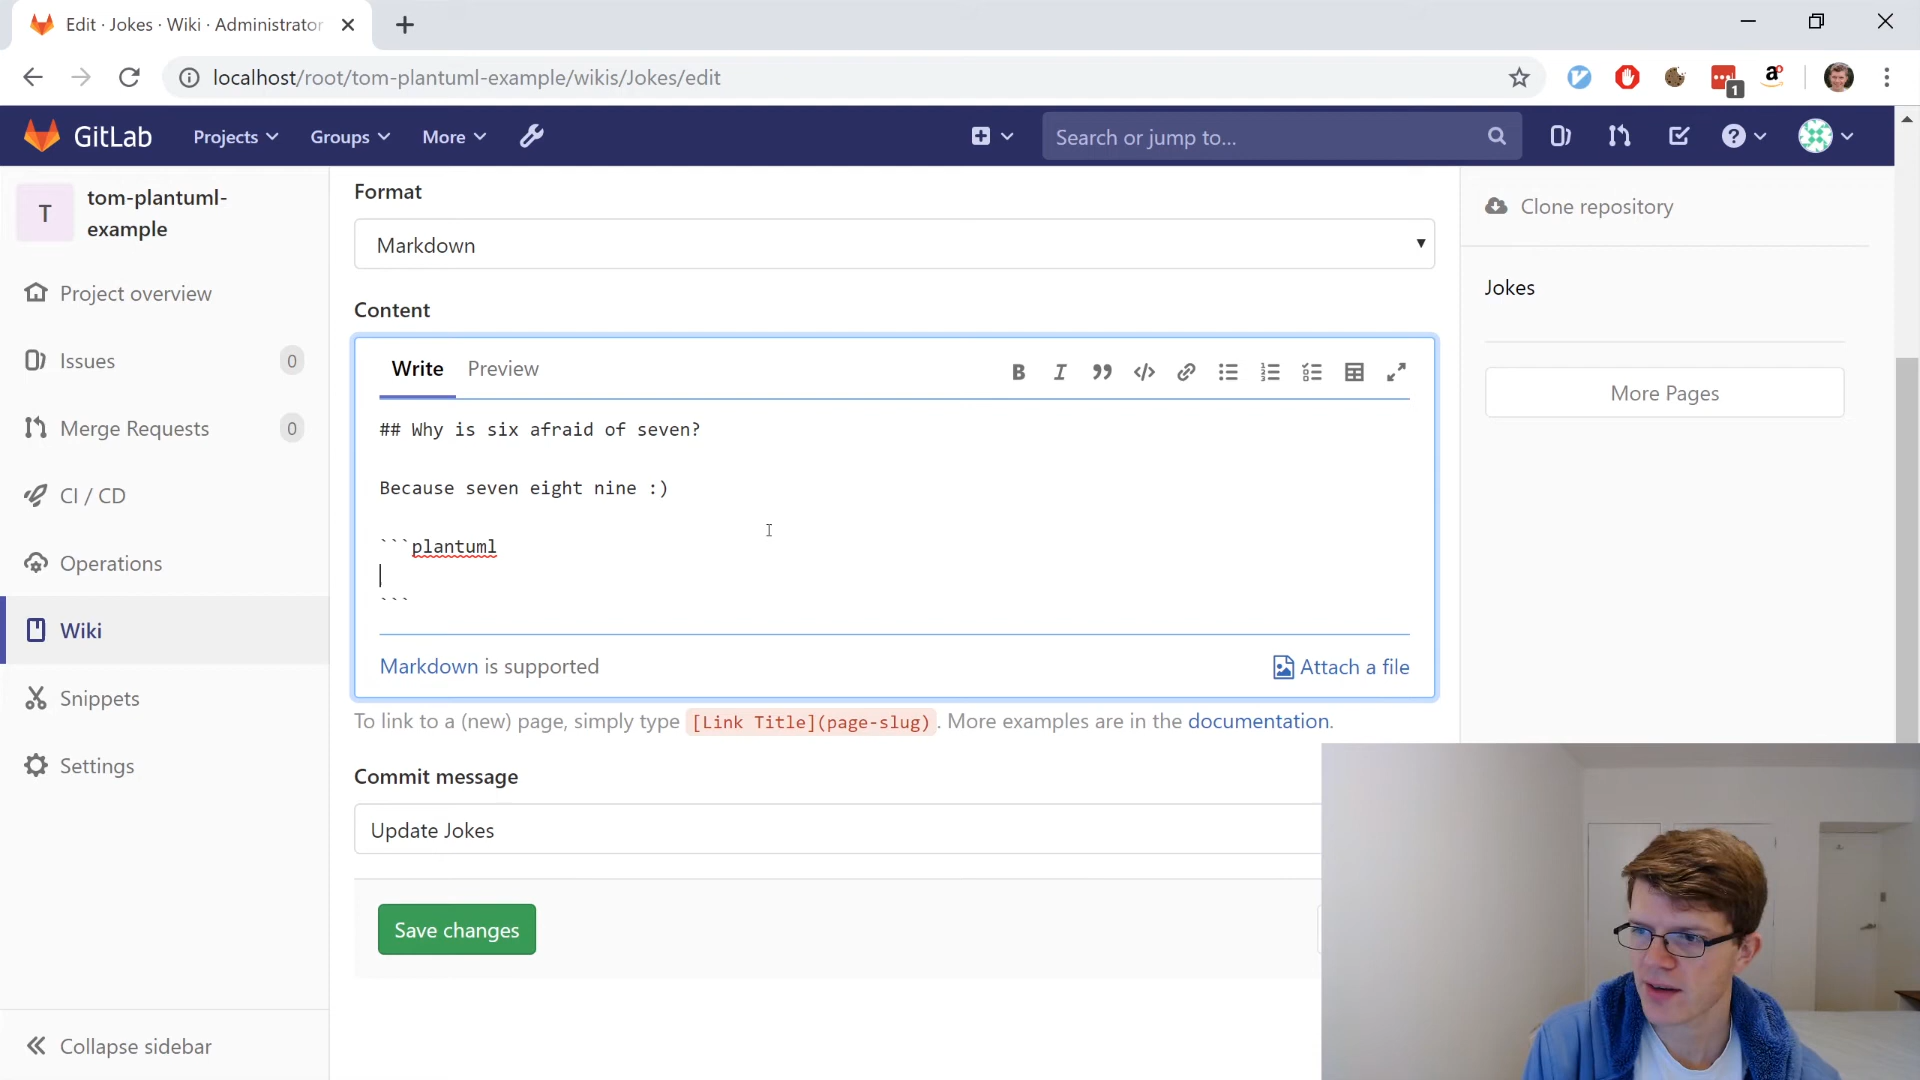 Edit · Jokes · Wiki · Administrator
localhost/root/tom-plantuml-example/wikis/Jokes/edit
1
GitLab
Projects
Groups
More
Search or jump to...
T
tom-plantuml-
example
Project overview
Issues
0
Merge Requests
0
CI / CD
Operations
Wiki
Snippets
Settings
Collapse sidebar
Format
Markdown
Content
Write
Preview
## Why is six afraid of seven?
Because seven eight nine :)
```plantuml
```
Markdown is supported
Attach a file
To link to a (new) page, simply type [Link Title](page-slug). More examples are in the documentation.
Commit message
Update Jokes
Save changes
Clone repository
Jokes
More Pages